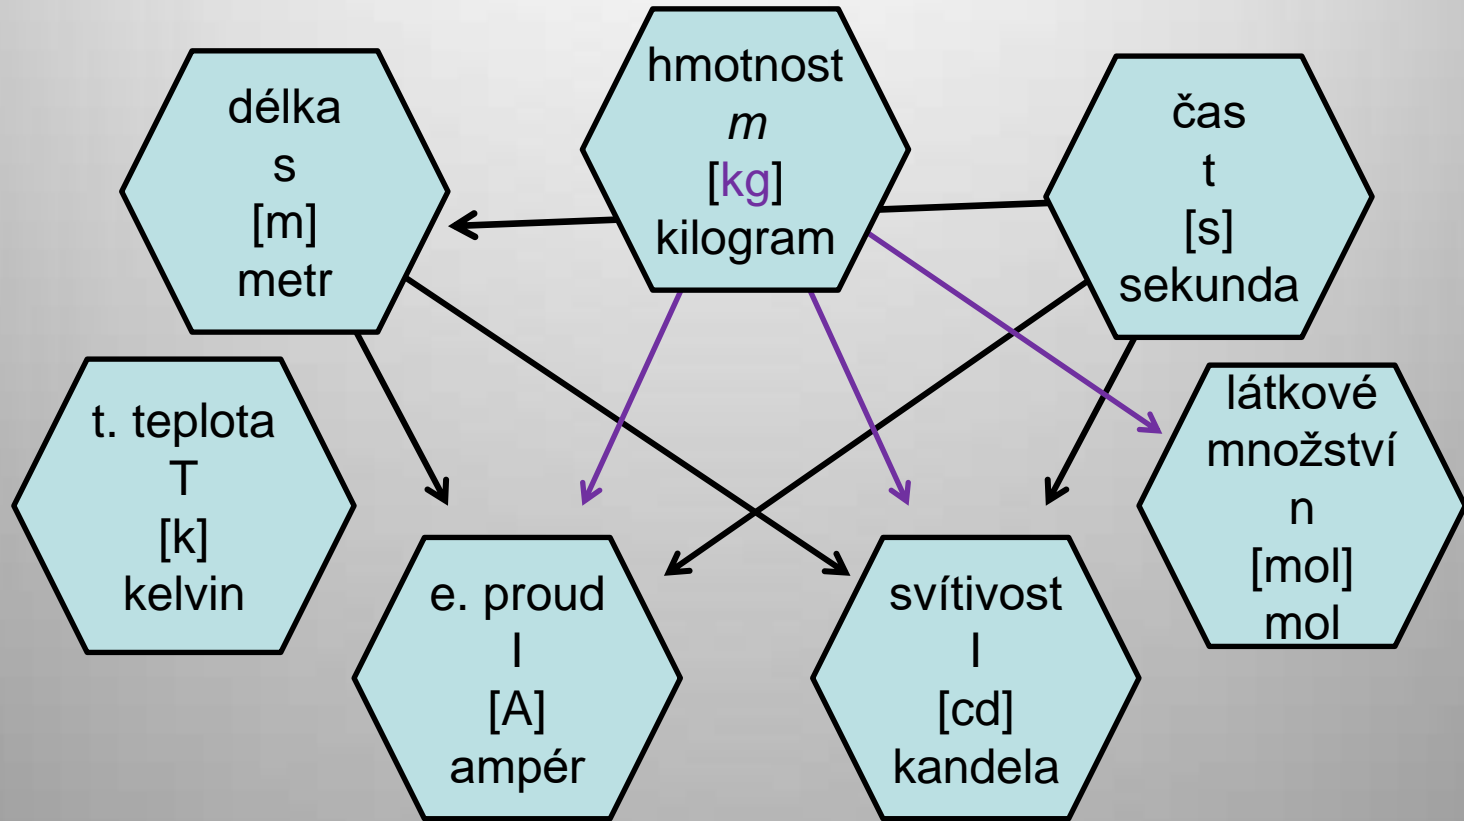 délka
s
[m]
metr
hmotnost
m
[kg]
kilogram
čas
t
[s]
sekunda
t. teplota
T
[k]
kelvin
e. proud
I
[A]
ampér
svítivost
I
[cd]
kandela
látkové
množství
n
[mol]
mol